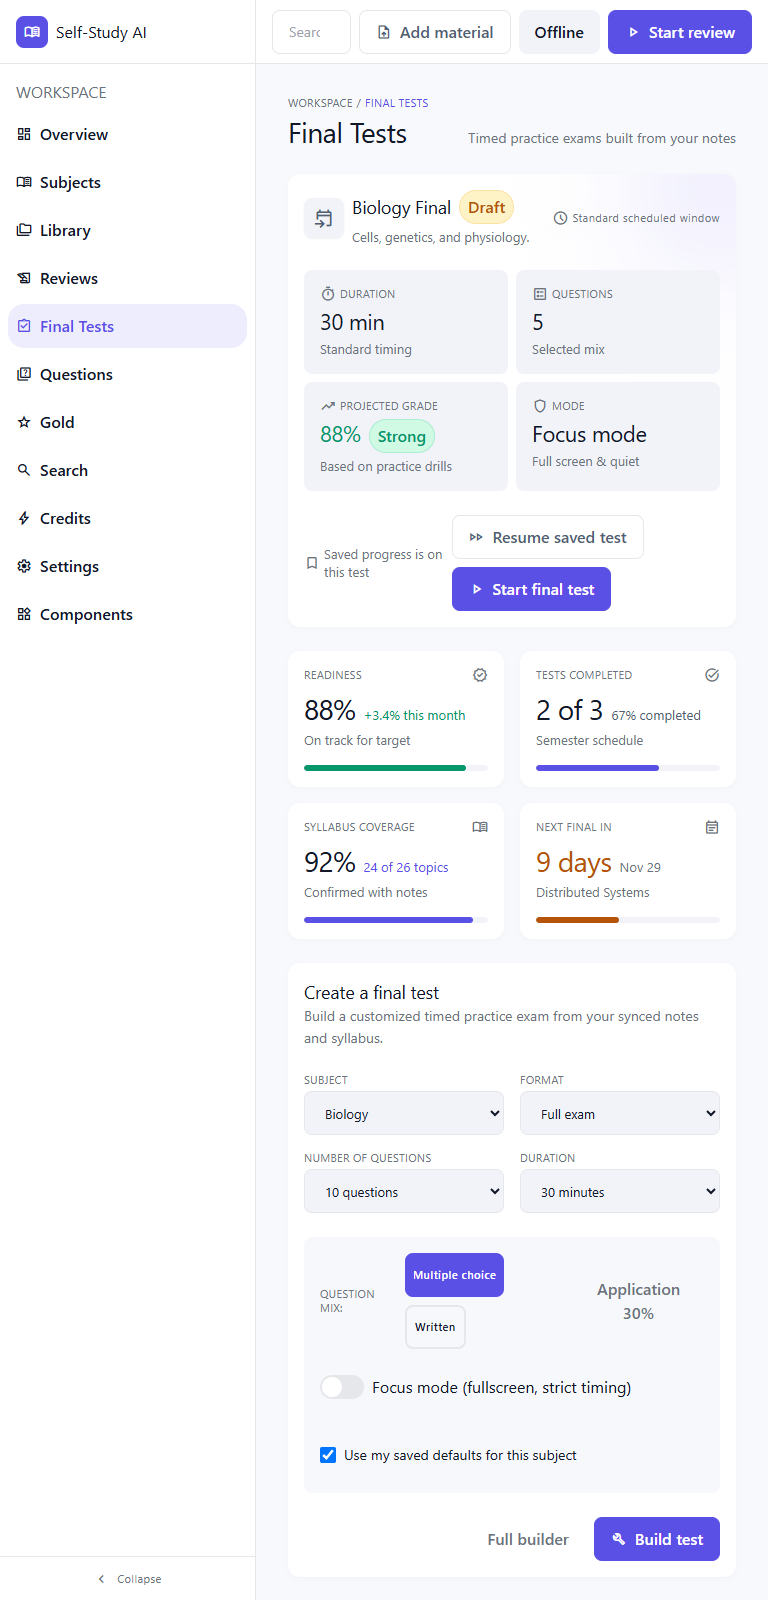 Self-Study AI
Searc
Add material
Offline
Start review
WORKSPACE
Overview
Subjects
Library
Reviews
Final Tests
Questions
Gold
Search
Credits
Settings
Components
Collapse
WORKSPACE / FINAL TESTS
Final Tests
Timed practice exams built from your notes
Biology Final
Draft
Cells, genetics, and physiology.
Standard scheduled window
DURATION
30 min
Standard timing
QUESTIONS
5
Selected mix
PROJECTED GRADE
88% Strong
Based on practice drills
MODE
Focus mode
Full screen & quiet
Saved progress is on
this test
Resume saved test
Start final test
READINESS
88% +3.4% this month
On track for target
TESTS COMPLETED
2 of 3 67% completed
Semester schedule
SYLLABUS COVERAGE
92% 24 of 26 topics
Confirmed with notes
NEXT FINAL IN
9 days Nov 29
Distributed Systems
Create a final test
Build a customized timed practice exam from your synced notes
and syllabus.
SUBJECT
Biology
FORMAT
Full exam
NUMBER OF QUESTIONS
10 questions
DURATION
30 minutes
QUESTION
MIX:
Multiple choice
Written
Application
30%
Focus mode (fullscreen, strict timing)
Use my saved defaults for this subject
Full builder
Build test